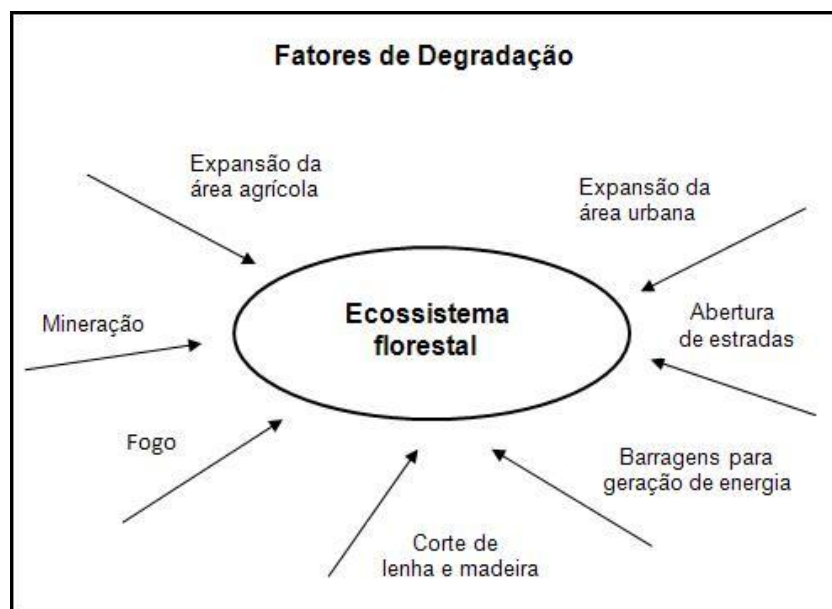 Fatores de Degradação
Expansão da
área agrícola
Expansão da
área urbana
Mineração
Ecossistema
florestal
Abertura
de estradas
Fogo
Barragens para
geração de energia
Corte de
lenha e madeira